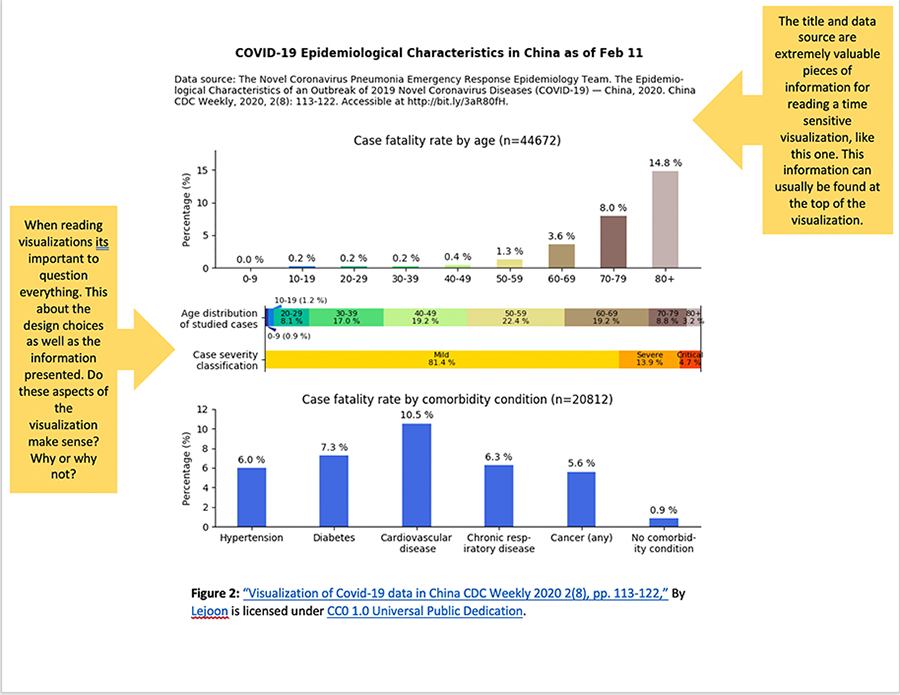 COVID-19 Epidemiological Characteristics in China as of Feb 11
Data source: The Novel Coronavirus Pneumonia Emergency Response Epidemiology Team. The Epidemio-
logical Characteristics of an Outbreak of 2019 Novel Coronavirus Diseases (COVID-19) — China, 2020. China
CDC Weekly, 2020, 2(8): 113-122. Accessible at http://bit.ly/3aR80fH.
The title and data
source are
extremely valuable
pieces of
information for
reading a time
sensitive
visualization, like
this one. This
information can
usually be found at
the top of the
visualization.
Case fatality rate by age (n=44672)
Percentage (%)
15
10
5
0
0.0 %
0.2 %
0.2 %
0.2 %
0.4 %
1.3 %
3.6 %
8.0 %
14.8 %
0-9
10-19
20-29
30-39
40-49
50-59
60-69
70-79
80+
When reading
visualizations its
important to
question
everything. This
about the
design choices
as well as the
information
presented. Do
these aspects of
the
visualization
make sense?
Why or why
not?
10-19 (1.2 %)
Age distribution
of studied cases
20-29
8.1 %
30-39
17.0 %
40-49
19.2 %
50-59
22.4 %
60-69
19.2 %
70-79
8.8 %
80+
3.2 %
0-9 (0.9 %)
Case severity
classification
Mild
81.4 %
Severe
13.9 %
Critical
4.7 %
Case fatality rate by comorbidity condition (n=20812)
Percentage (%)
12
10
8
6
4
2
0
6.0 %
7.3 %
10.5 %
6.3 %
5.6 %
0.9 %
Hypertension
Diabetes
Cardiovascular
disease
Chronic resp-
iratory disease
Cancer (any)
No comorbid-
ity condition
Figure 2: “Visualization of Covid-19 data in China CDC Weekly 2020 2(8), pp. 113-122,” By
Lejoon is licensed under CC0 1.0 Universal Public Dedication.